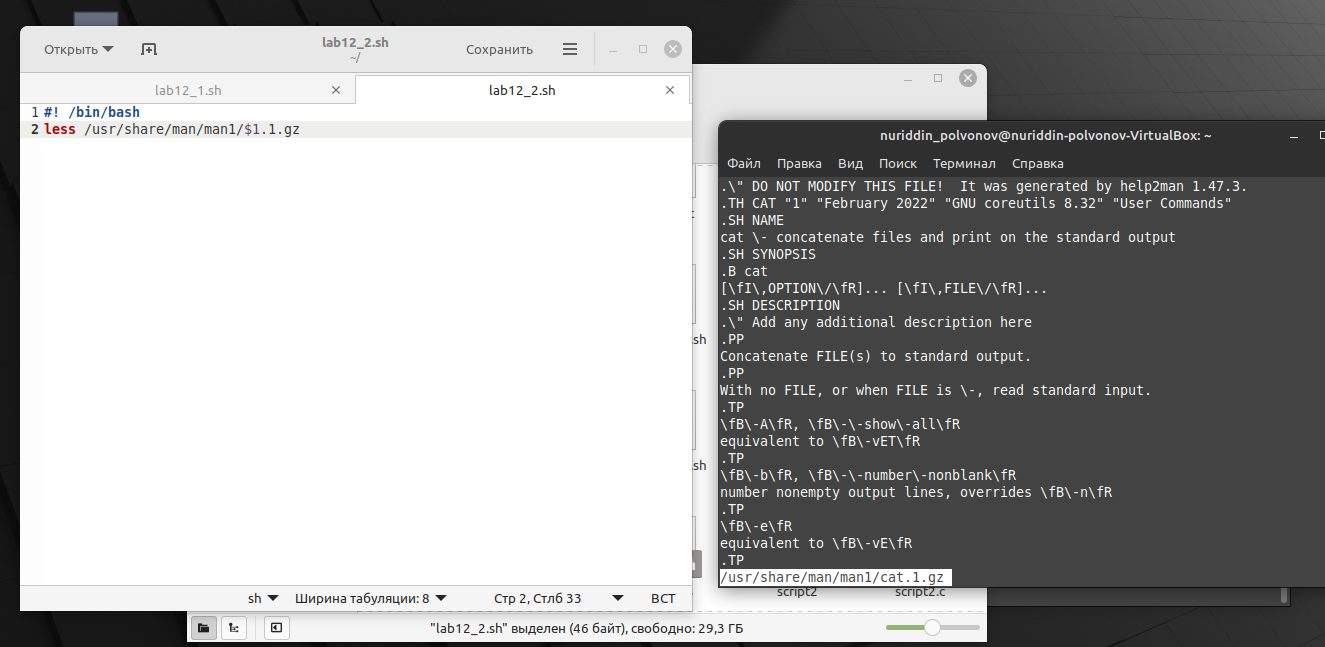 Открыть
lab12_2.sh
~/
Сохранить
lab12_1.sh
lab12_2.sh
1 #! /bin/bash
2 less /usr/share/man/man1/$1.1.gz
sh
Ширина табуляции: 8
Стр 2, Стлб 33
ВСТ
sh
sh
script2
script2.c
"lab12_2.sh" выделен (46 байт), свободно: 29,3 ГБ
nuriddin_polvonov@nuriddin-polvonov-VirtualBox: ~
Файл Правка Вид Поиск Терминал Справка
.\" DO NOT MODIFY THIS FILE!  It was generated by help2man 1.47.3.
.TH CAT "1" "February 2022" "GNU coreutils 8.32" "User Commands"
.SH NAME
cat \- concatenate files and print on the standard output
.SH SYNOPSIS
.B cat
[\fI\,OPTION\/\fR]... [\fI\,FILE\/\fR]...
.SH DESCRIPTION
.\" Add any additional description here
.PP
Concatenate FILE(s) to standard output.
.PP
With no FILE, or when FILE is \-, read standard input.
.TP
\fB\-A\fR, \fB\-\-show\-all\fR
equivalent to \fB\-vET\fR
.TP
\fB\-b\fR, \fB\-\-number\-nonblank\fR
number nonempty output lines, overrides \fB\-n\fR
.TP
\fB\-e\fR
equivalent to \fB\-vE\fR
.TP
/usr/share/man/man1/cat.1.gz